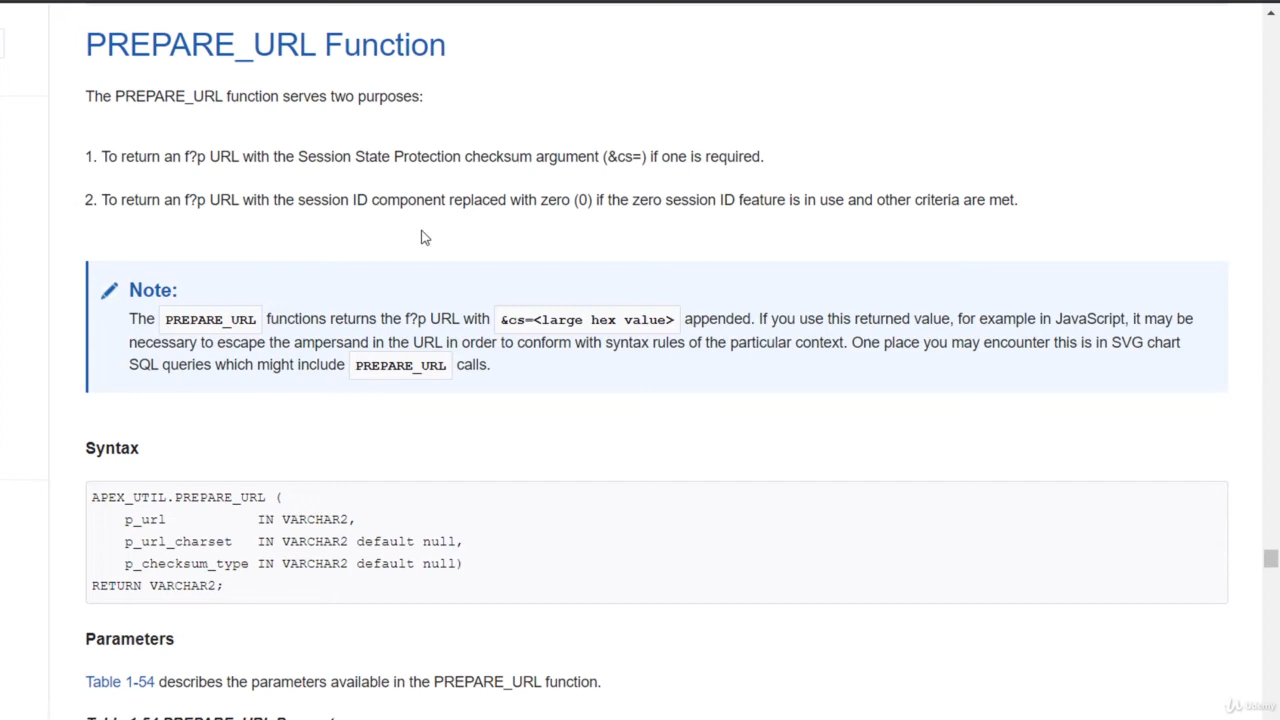 PREPARE_URL Function
The PREPARE_URL function serves two purposes:
1. To return an f?p URL with the Session State Protection checksum argument (&cs=) if one is required.
2. To return an f?p URL with the session ID component replaced with zero (0) if the zero session ID feature is in use and other criteria are met.
Note:
The PREPARE_URL functions returns the f?p URL with &cs=<large hex value> appended. If you use this returned value, for example in JavaScript, it may be
necessary to escape the ampersand in the URL in order to conform with syntax rules of the particular context. One place you may encounter this is in SVG chart
SQL queries which might include PREPARE_URL calls.
Syntax
APEX_UTIL.PREPARE_URL (
    p_url           IN VARCHAR2,
    p_url_charset   IN VARCHAR2 default null,
    p_checksum_type IN VARCHAR2 default null)
RETURN VARCHAR2;
Parameters
Table 1-54 describes the parameters available in the PREPARE_URL function.
Table 1-54 PREPARE_URL
Udemy